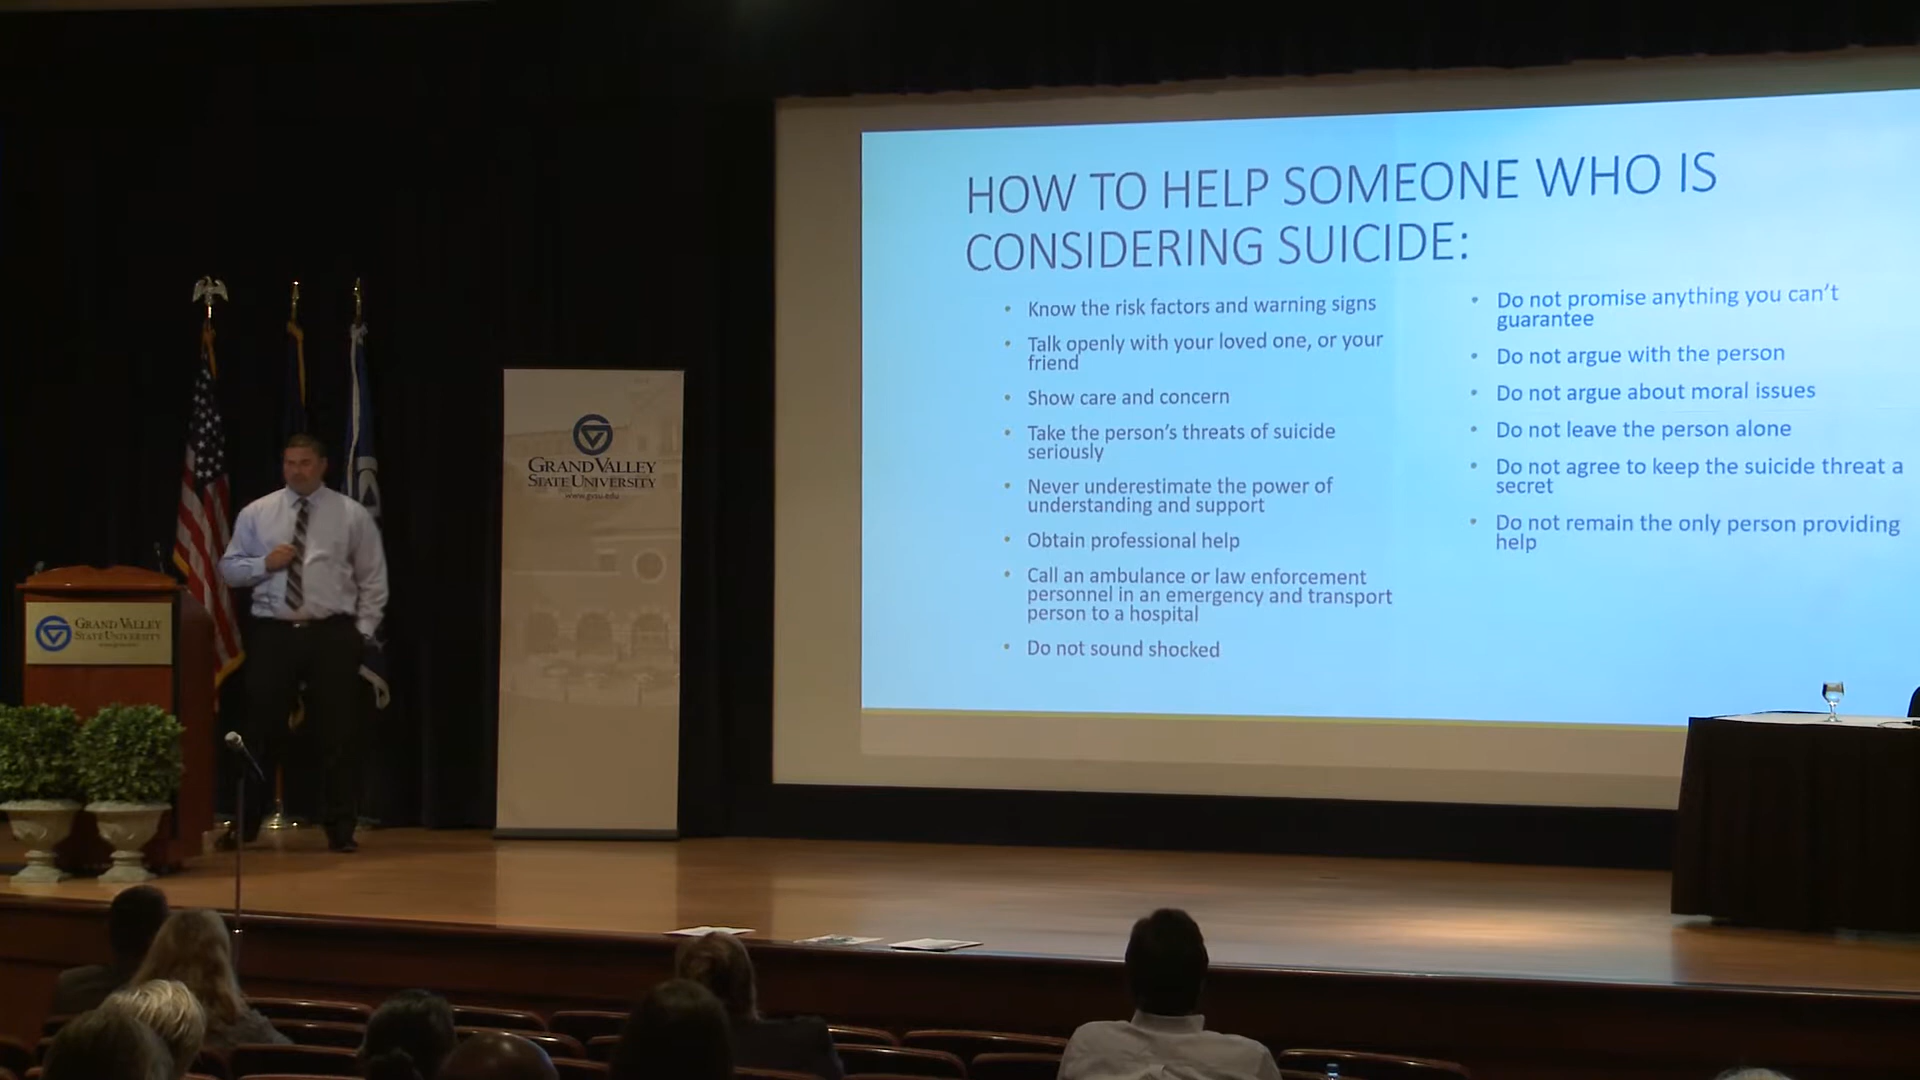 HOW TO HELP SOMEONE WHO IS
CONSIDERING SUICIDE:
• Know the risk factors and warning signs
• Talk openly with your loved one, or your
friend
• Show care and concern
• Take the person's threats of suicide
seriously
• Never underestimate the power of
understanding and support
• Obtain professional help
• Call an ambulance or law enforcement
personnel in an emergency and transport
person to a hospital
• Do not sound shocked
• Do not promise anything you can't
guarantee
• Do not argue with the person
• Do not argue about moral issues
• Do not leave the person alone
• Do not agree to keep the suicide threat a
secret
• Do not remain the only person providing
help
GRAND VALLEY
STATE UNIVERSITY
www.gvsu.edu
GRAND VALLEY
STATE UNIVERSITY